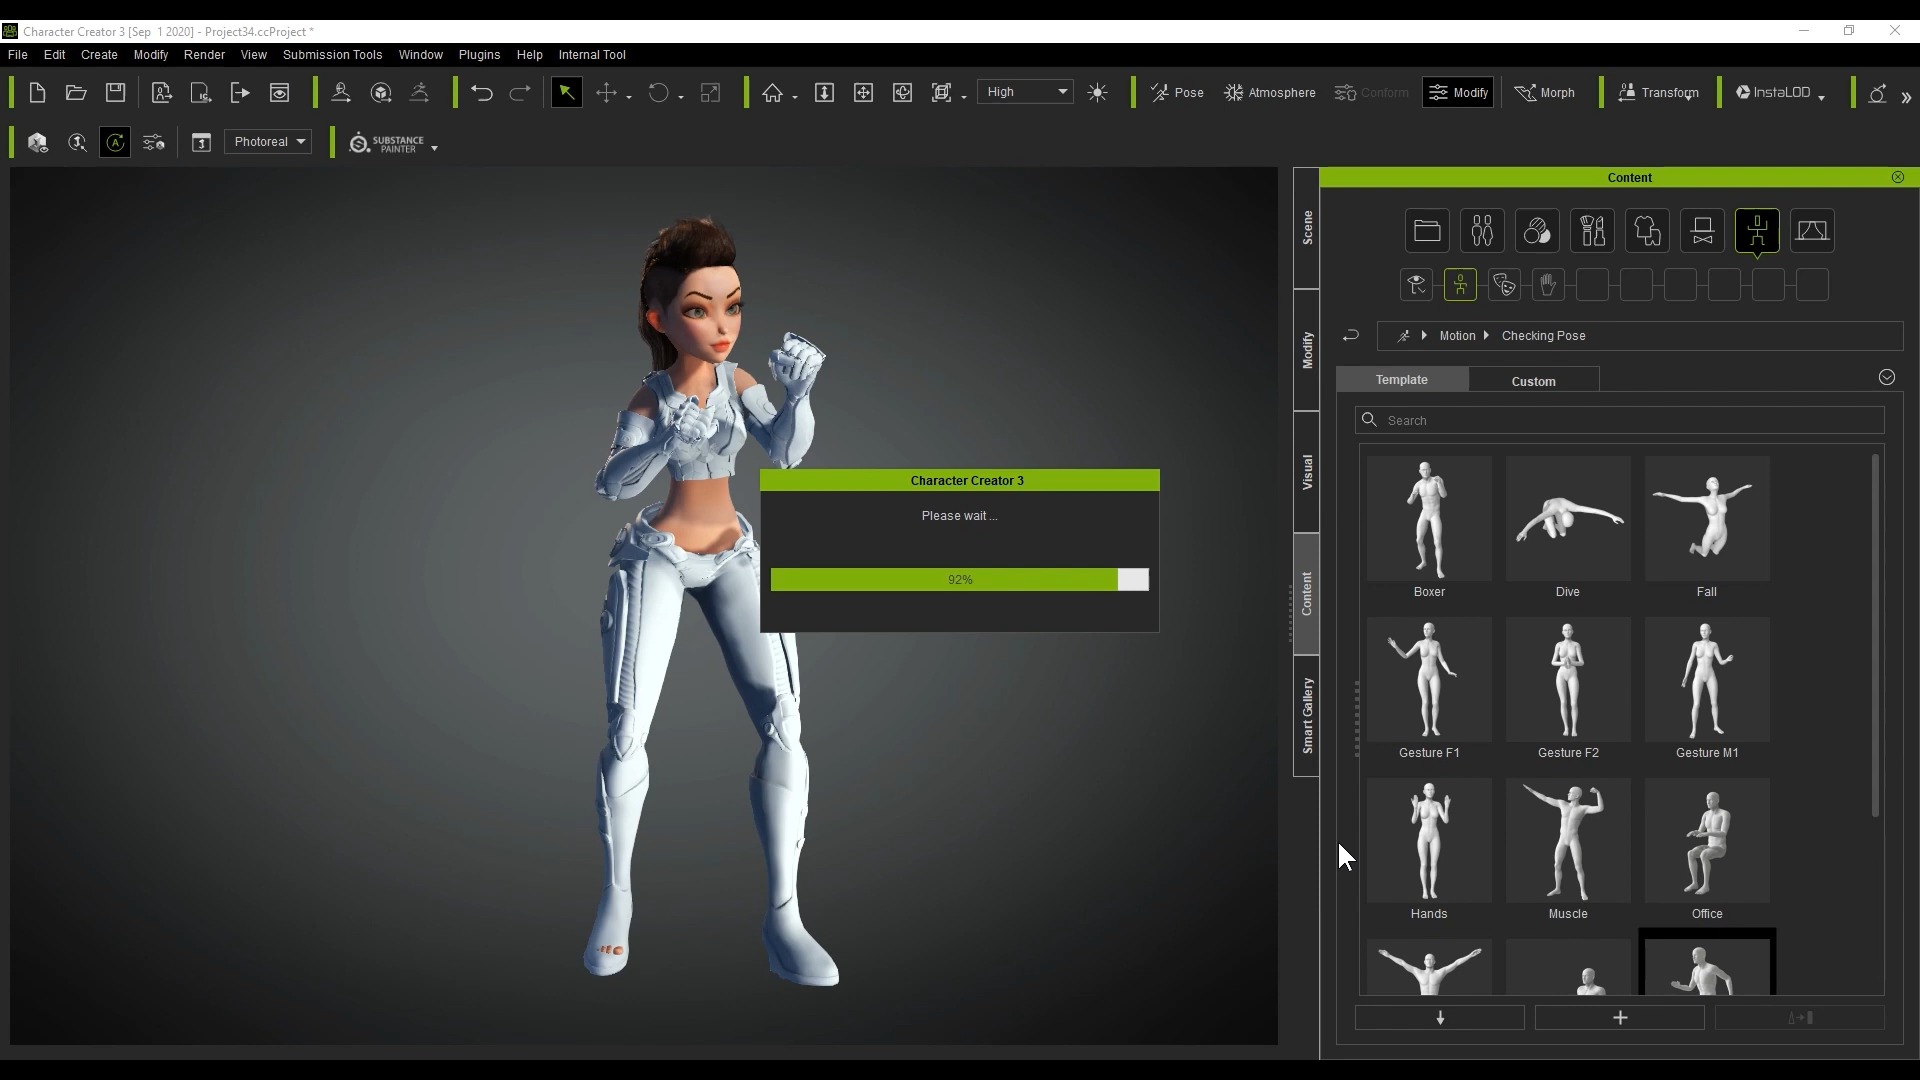 Character Creator 3 [Sep  1 2020] - Project34.ccProject *
File Edit Create Modify Render View Submission Tools Window Plugins Help Internal Tool
High Pose Atmosphere Conform Modify Morph Transform InstaLOD
A Photoreal SUBSTANCE
PAINTER
Content
Scene
Modify
Visual
Content
Smart Gallery
Motion Checking Pose
Template Custom
Search
Boxer Dive Fall
Gesture F1 Gesture F2 Gesture M1
Hands Muscle Office
Character Creator 3
Please wait ...
92%